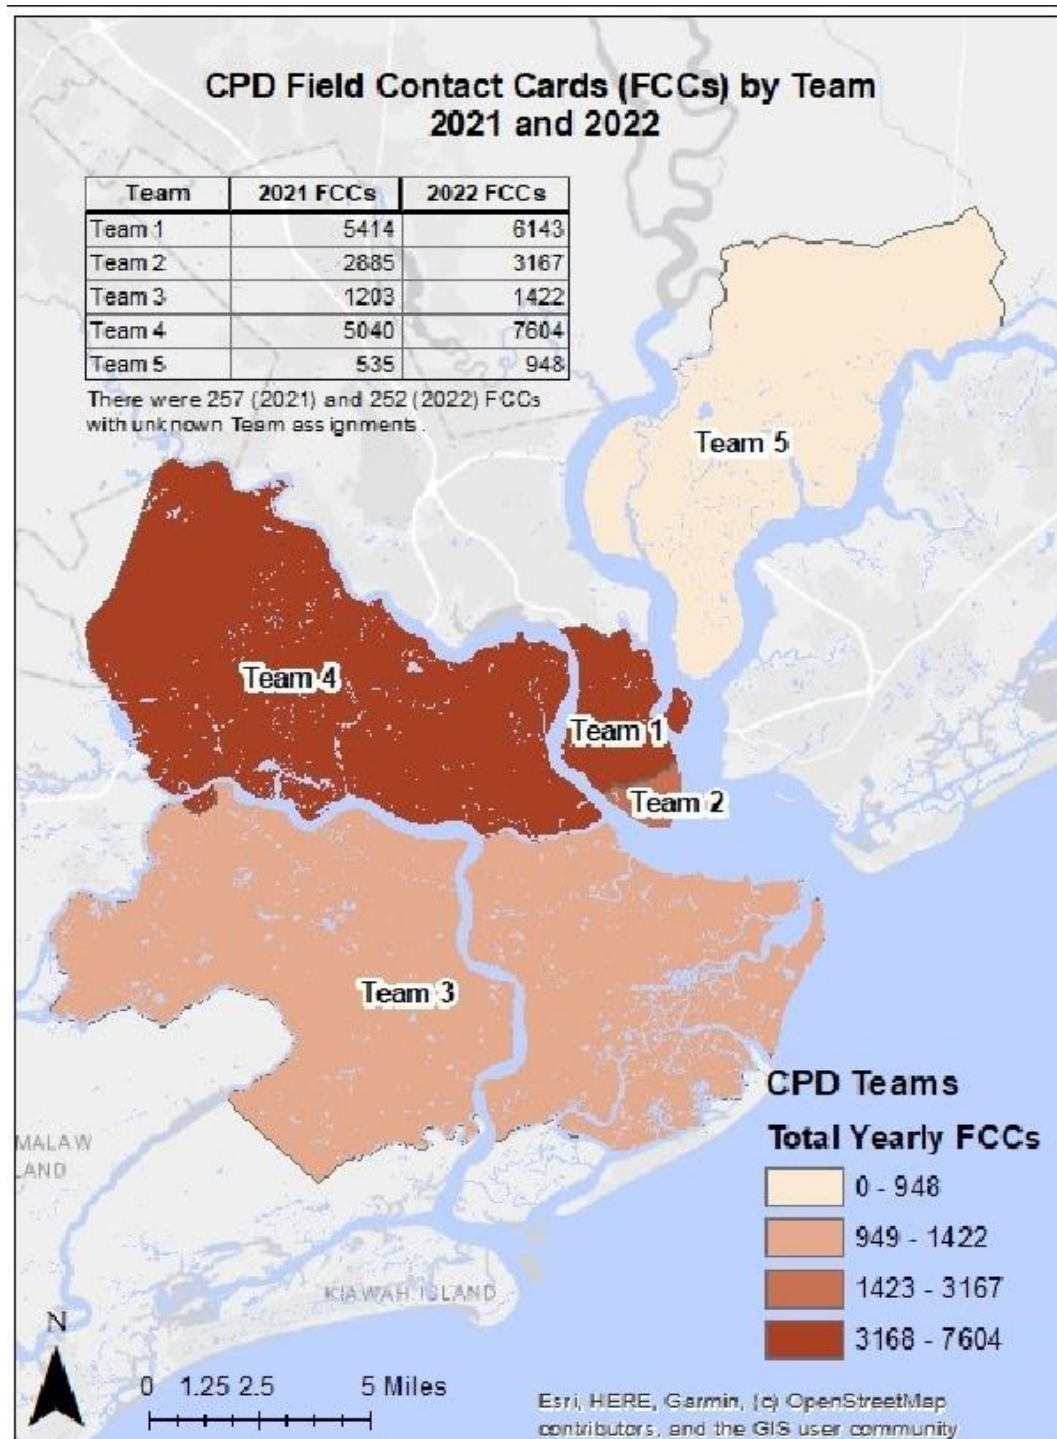 CPD Field Contact Cards (FCCs) by Team
2021 and 2022
Team 2021 FCCs 2022 FCCs
Team 1 5414 6143
Team 2 2885 3167
Team 3 1203 1422
Team 4 5040 7604
Team 5 535 948
There were 257 (2021) and 252 (2022) FCCs
with unknown Team assignments.
Team 5
Team 4
Team 1
Team 2
Team 3
CPD Teams
Total Yearly FCCs
0 - 948
949 - 1422
1423 - 3167
3168 - 7604
MALAW
LAND
KIAWAH ISLAND
N
0 1.25 2.5 5 Miles
Esri, HERE, Garmin, (c) OpenStreetMap
contributors, and the GIS user community